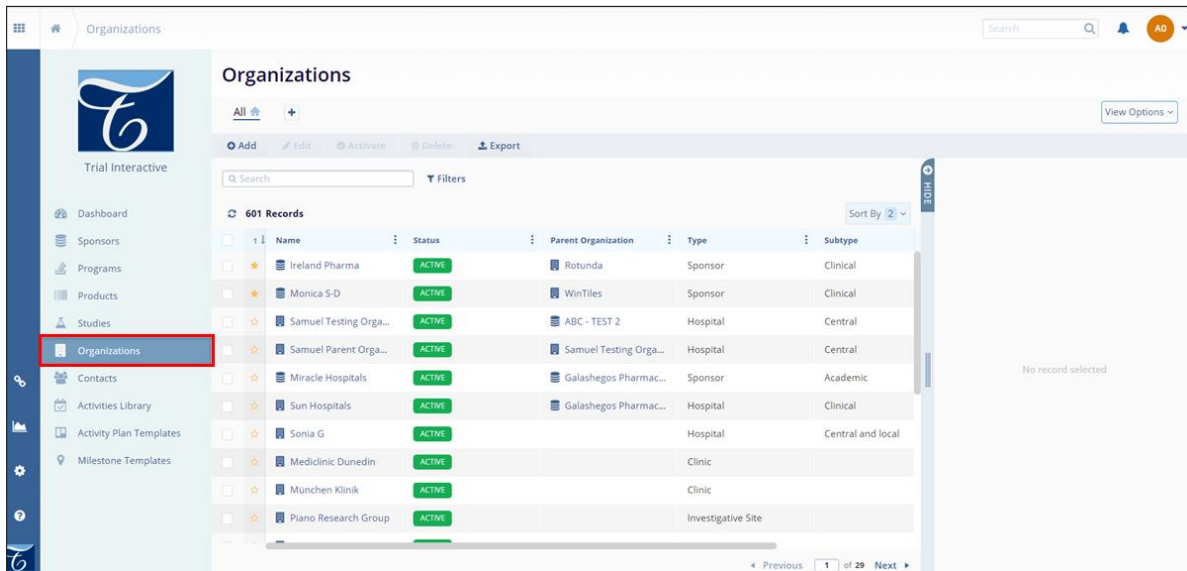 Organizations
Search
AO
Trial Interactive
Dashboard
Sponsors
Programs
Products
Studies
Organizations
Contacts
Activities Library
Activity Plan Templates
Milestone Templates
Organizations
All
View Options
Add Edit Activate Delete Export
Search Filters
HIDE
601 Records Sort By 2
1 Name Status Parent Organization Type Subtype
Ireland Pharma ACTIVE Rotunda Sponsor Clinical
Monica S-D ACTIVE WinTiles Sponsor Clinical
Samuel Testing Orga... ACTIVE ABC - TEST 2 Hospital Central
Samuel Parent Orga... ACTIVE Samuel Testing Orga... Hospital Central
Miracle Hospitals ACTIVE Galashegos Pharmac... Sponsor Academic
Sun Hospitals ACTIVE Galashegos Pharmac... Hospital Clinical
Sonia G ACTIVE Hospital Central and local
Mediclinic Dunedin ACTIVE Clinic
München Klinik ACTIVE Clinic
Piano Research Group ACTIVE Investigative Site
Previous 1 of 29 Next
No record selected